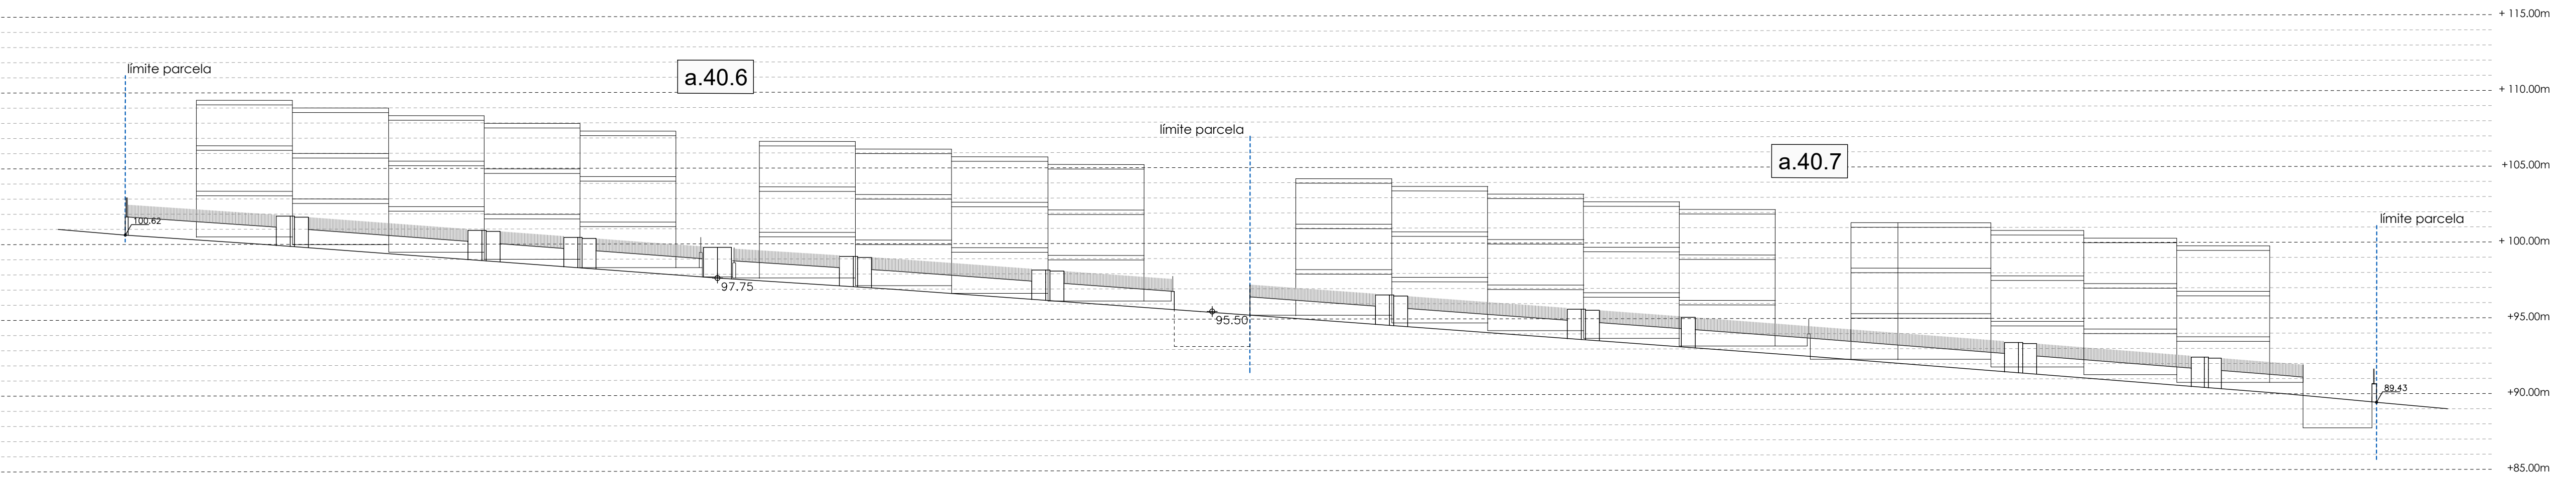 + 115.00m
límite parcela
a.40.6
+ 110.00m
límite parcela
a.40.7
+105.00m
100.62
límite parcela
+ 100.00m
97.75
95.50
+95.00m
89.43
+90.00m
+85.00m